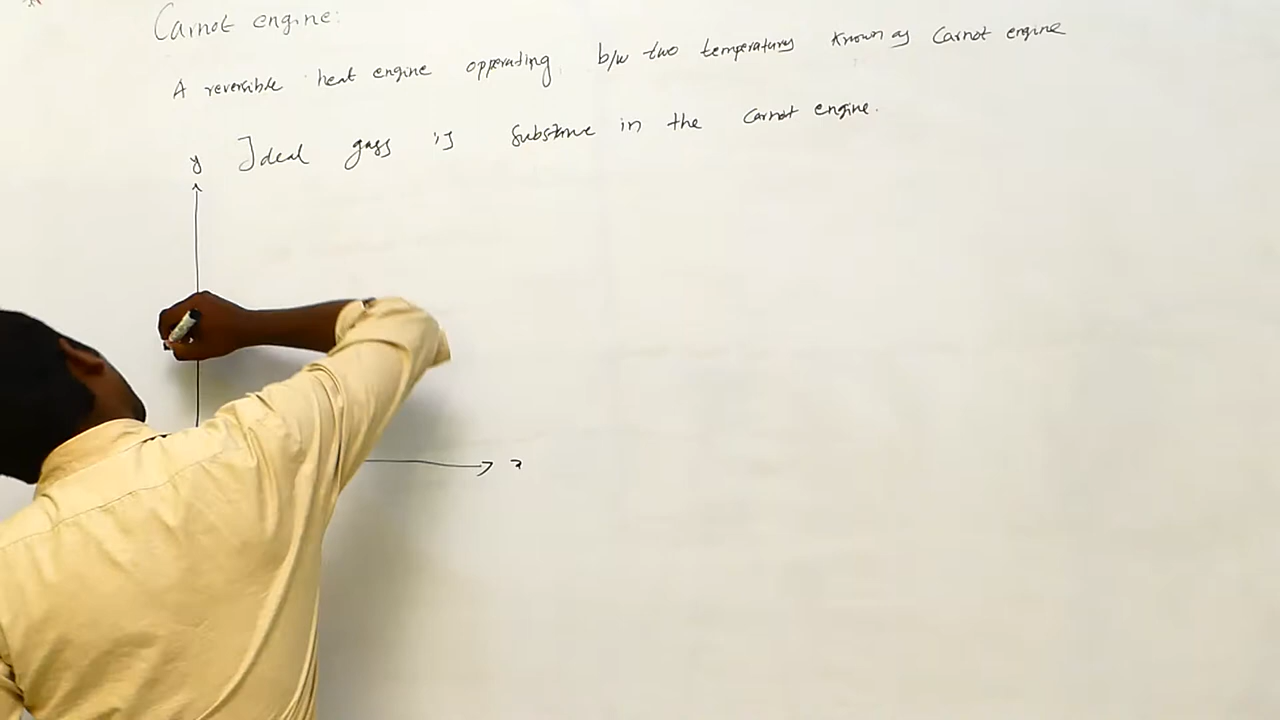 Carnot engine:
A reversible heat engine opperating b/w two temperatures known as Carnot engine
Ideal gass is substance in the Carnot engine.
y
x